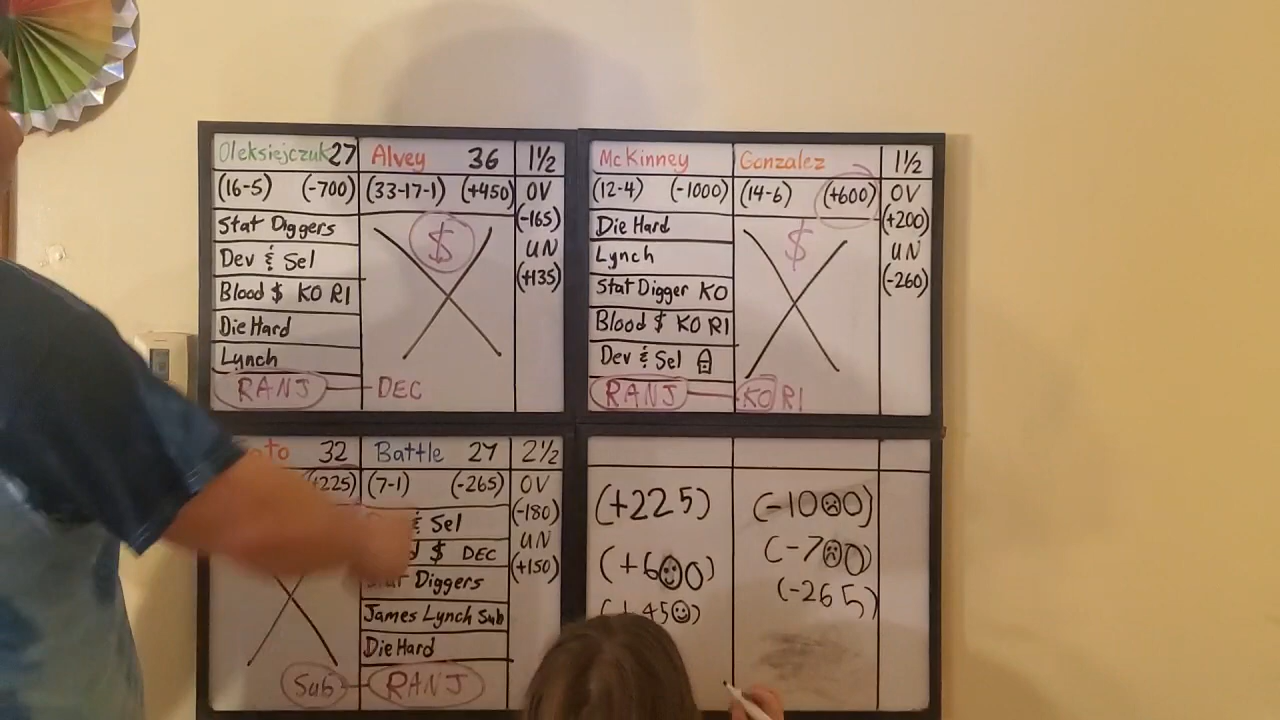 Oleksiejczuk 27 Alvey 36 1½
(16-5) (-700) (33-17-1) (+450) OV
(-165)
UN
(+135)
Stat Diggers $
Dev & Sel
Blood $ KO R1
Die Hard
Lynch
RANJ DEC
McKinney Gonzalez 1½
(12-4) (-1000) (14-6) (+600) OV
(+200)
UN
(-260)
Die Hard $
Lynch
Stat Digger KO
Blood $ KO R1
Dev & Sel
RANJ KO R1
32 Battle 27 2½
(7-1) (-265) OV
(-180)
UN
(+150)
& Sel
$ DEC
Diggers
James Lynch Sub
Die Hard
Sub RANJ
(+225) (-1000)
(+600) (-700)
(+450) (-265)